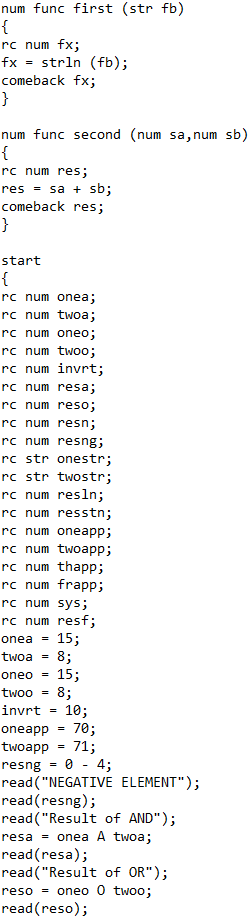 num func first (str fb)
{
rc num fx;
fx = strln (fb);
comeback fx;
}

num func second (num sa,num sb)
{
rc num res;
res = sa + sb;
comeback res;
}

start
{
rc num onea;
rc num twoa;
rc num oneo;
rc num twoo;
rc num invrt;
rc num resa;
rc num reso;
rc num resn;
rc num resng;
rc str onestr;
rc str twostr;
rc num resln;
rc num resstn;
rc num oneapp;
rc num twoapp;
rc num thapp;
rc num frapp;
rc num sys;
rc num resf;
onea = 15;
twoa = 8;
oneo = 15;
twoo = 8;
invrt = 10;
oneapp = 70;
twoapp = 71;
resng = 0 - 4;
read("NEGATIVE ELEMENT");
read(resng);
read("Result of AND");
resa = onea A twoa;
read(resa);
read("Result of OR");
reso = oneo O twoo;
read(reso);